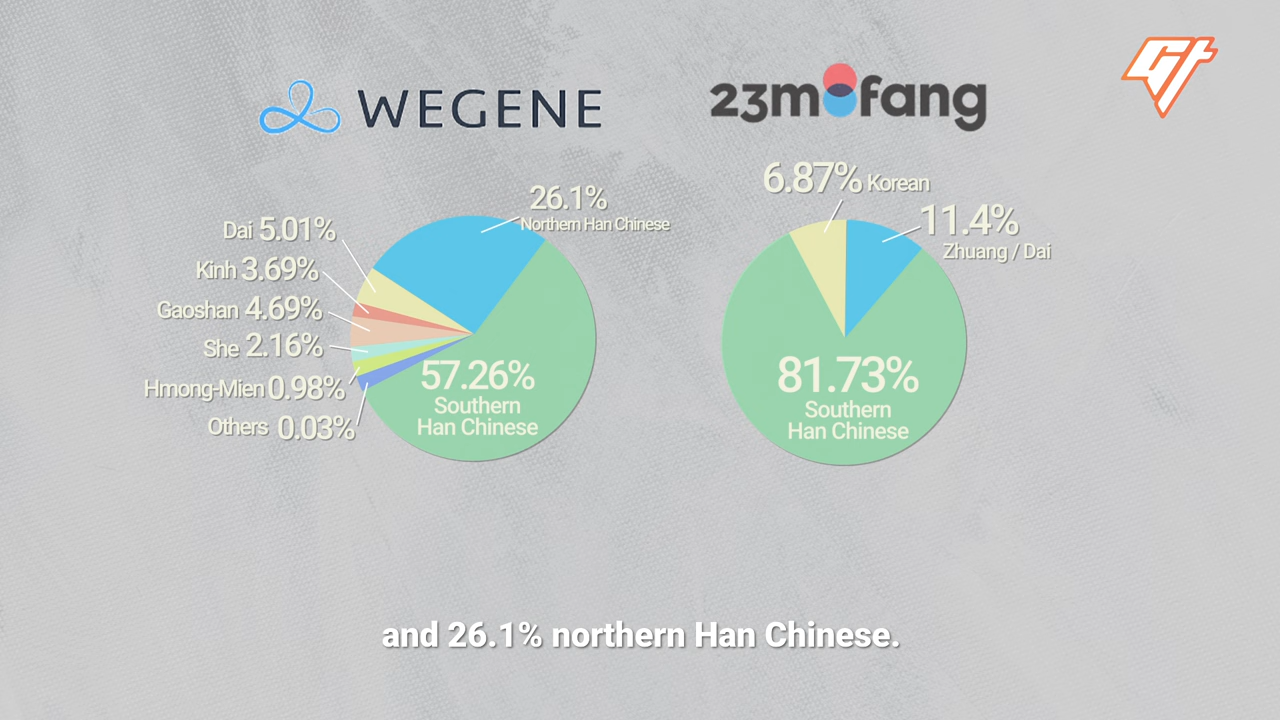 WEGENE
23mofang
26.1%
Northern Han Chinese
Dai 5.01%
Kinh 3.69%
Gaoshan 4.69%
She 2.16%
Hmong-Mien 0.98%
Others 0.03%
57.26%
Southern
Han Chinese
6.87% Korean
11.4%
Zhuang / Dai
81.73%
Southern
Han Chinese
and 26.1% northern Han Chinese.